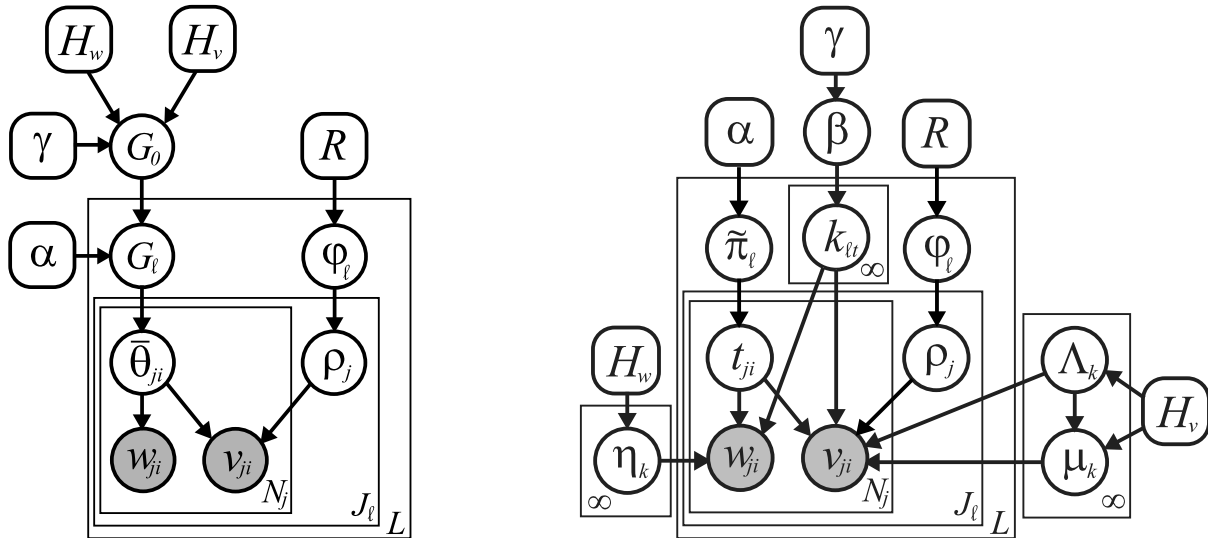 H_w H_v
γ G_0 R
α G_ℓ φ_ℓ
θ̄_ji ρ_j
w_ji v_ji N_j
J_ℓ L
γ
α β R
π̃_ℓ k_ℓt ∞ φ_ℓ
H_w t_ji ρ_j Λ_k
H_v
η_k ∞ w_ji v_ji N_j μ_k ∞
J_ℓ L